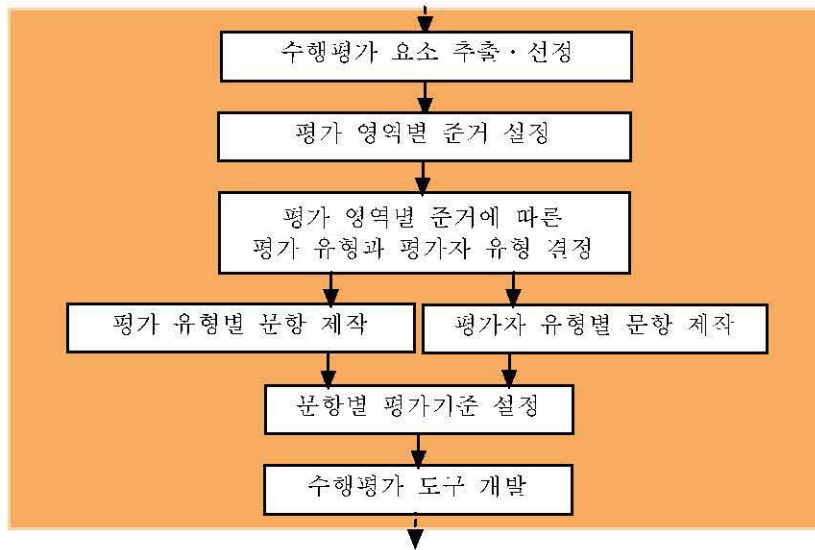 수행평가 요소 추출·선정
평가 영역별 준거 설정
평가 영역별 준거에 따른
평가 유형과 평가자 유형 결정
평가 유형별 문항 제작
평가자 유형별 문항 제작
문항별 평가기준 설정
수행평가 도구 개발